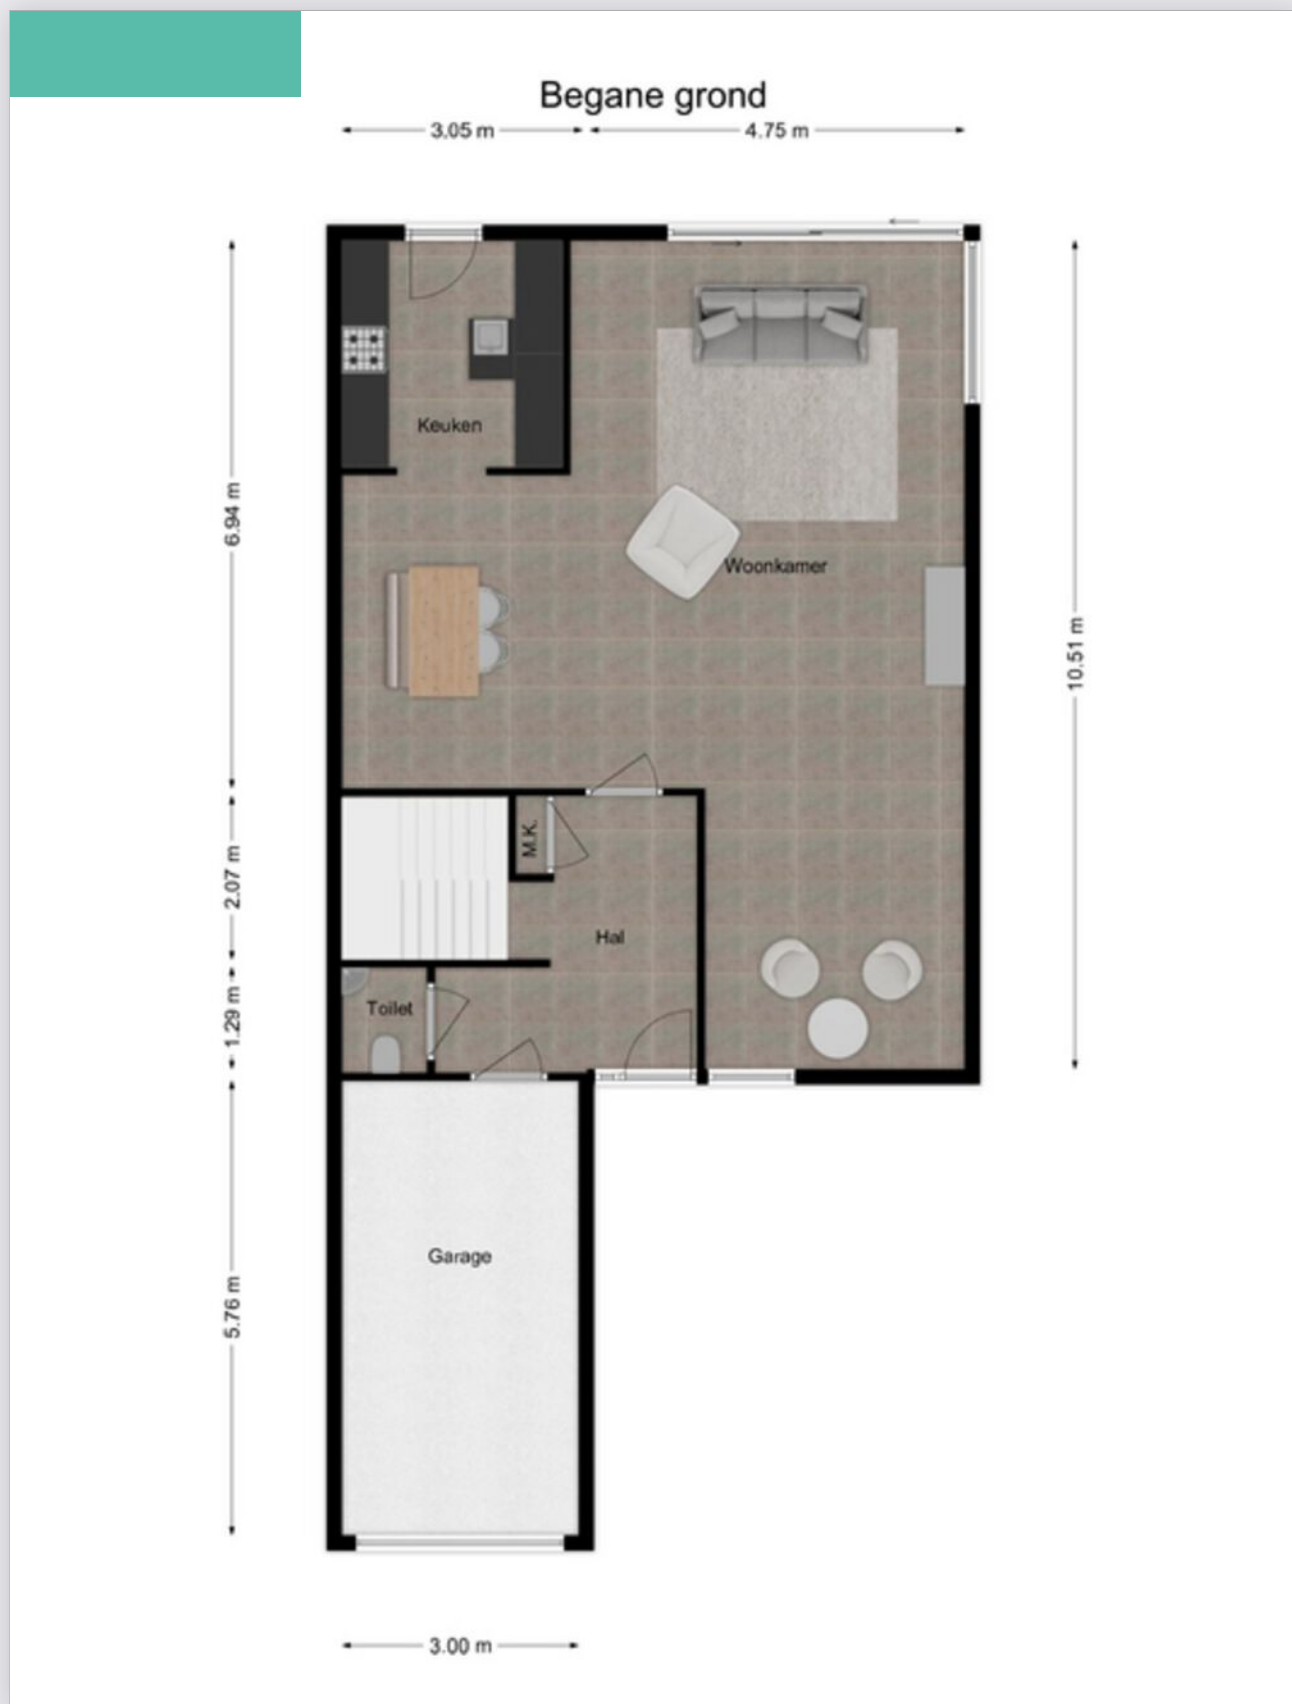 Begane grond
3.05 m
4.75 m
Keuken
6.94 m
Woonkamer
10.51 m
M.K.
2.07 m
Hal
Toilet
1.29 m
Garage
5.76 m
3.00 m